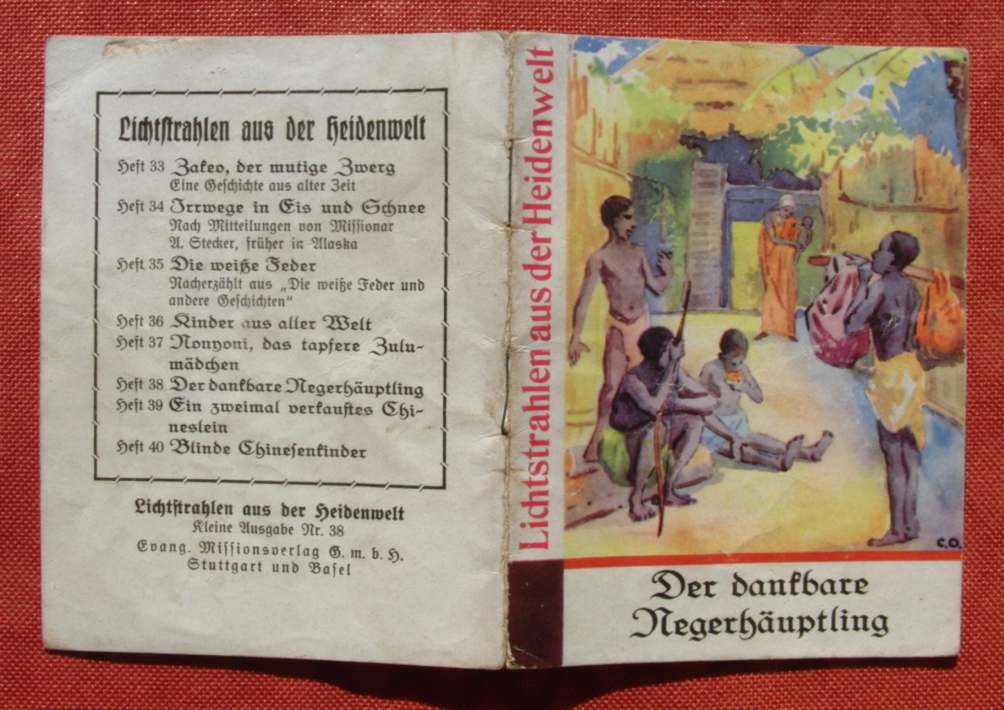 Lichtstrahlen aus der Heidenwelt
Heft 33 Zakeo, der mutige Zwerg
Eine Geschichte aus alter Zeit
Heft 34 Irrwege in Eis und Schnee
Nach Mitteilungen von Missionar
A. Stecker, früher in Alaska
Heft 35 Die weiße Feder
Nacherzählt aus „Die weiße Feder und
andere Geschichten“
Heft 36 Kinder aus aller Welt
Heft 37 Nonyoni, das tapfere Zulu-
mädchen
Heft 38 Der dankbare Negerhäuptling
Heft 39 Ein zweimal verkauftes Chi-
neslein
Heft 40 Blinde Chinesenkinder
Lichtstrahlen aus der Heidenwelt
Kleine Ausgabe Nr. 38
Evang. Missionsverlag G. m. b. H.
Stuttgart und Basel
Lichtstrahlen aus der Heidenwelt
C.O.
Der dankbare
Negerhäuptling